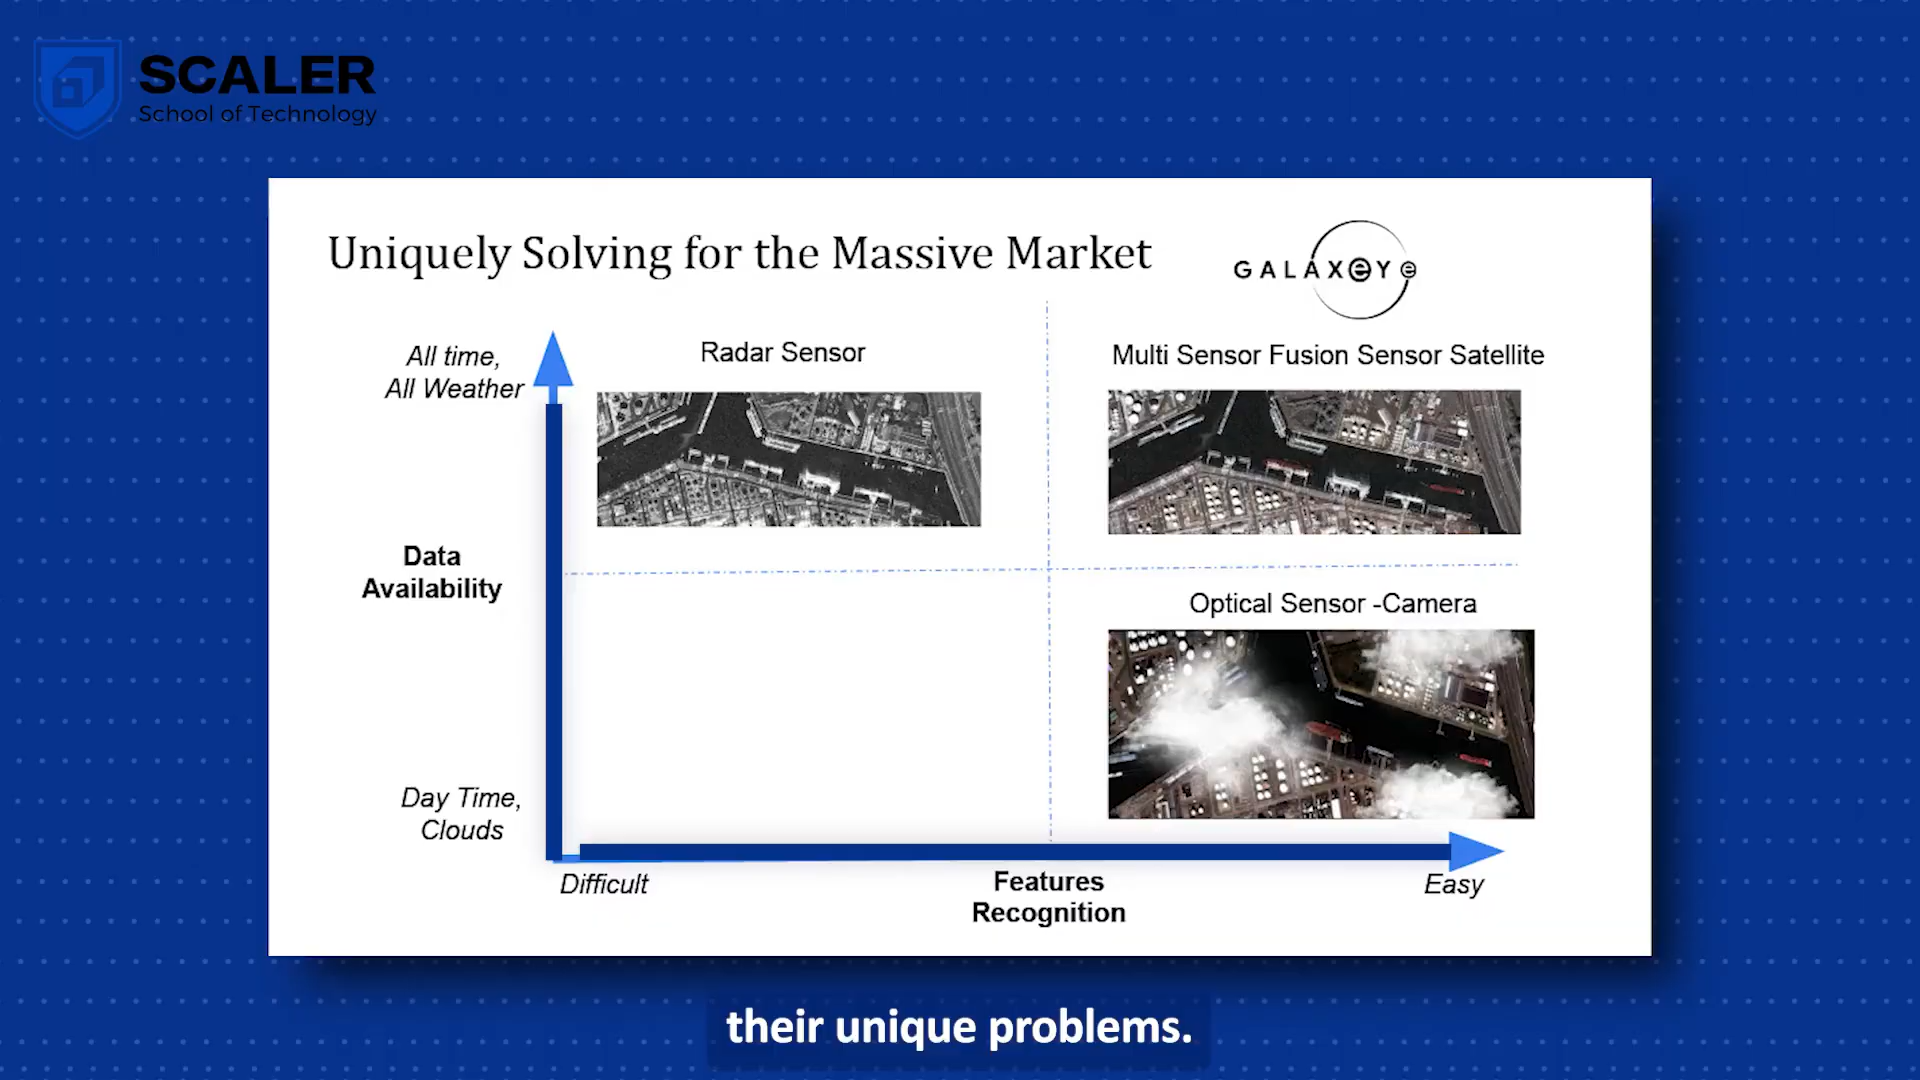 SCALER
School of Technology
Uniquely Solving for the Massive Market
GALAXEYE
All time,
All Weather
Radar Sensor
Multi Sensor Fusion Sensor Satellite
Data
Availability
Optical Sensor -Camera
Day Time,
Clouds
Difficult
Features
Recognition
Easy
their unique problems.